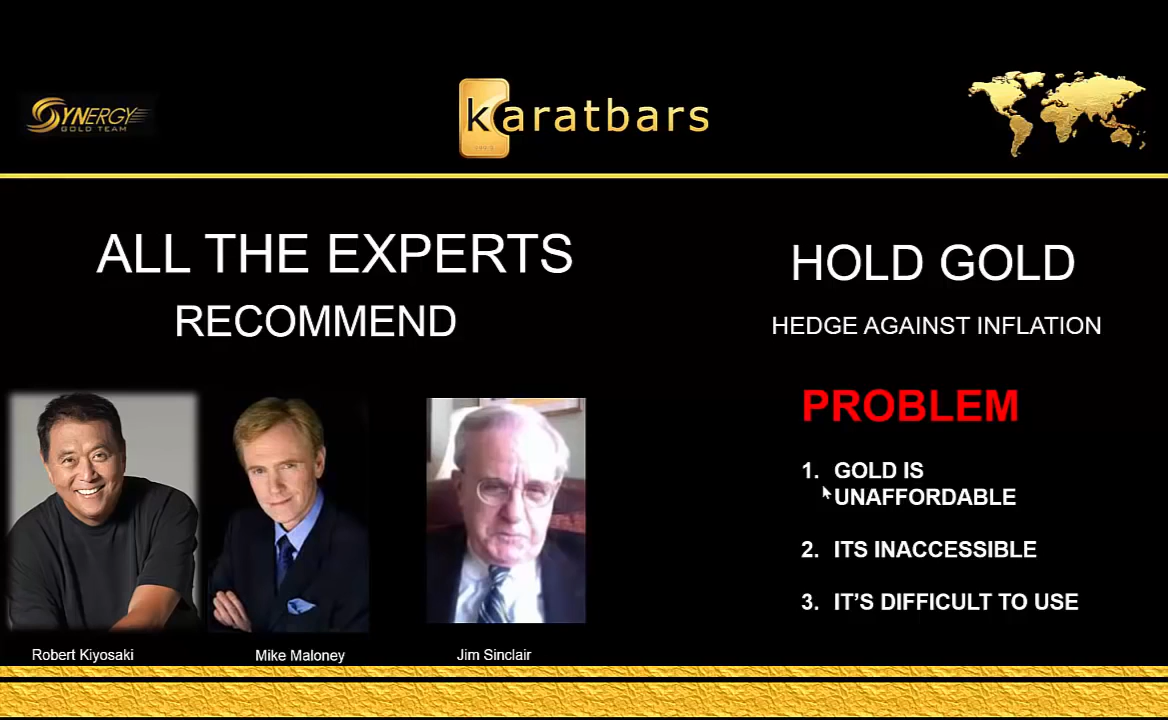 SYNERGY
GOLD TEAM
karatbars
ALL THE EXPERTS
RECOMMEND
Robert Kiyosaki
Mike Maloney
Jim Sinclair
HOLD GOLD
HEDGE AGAINST INFLATION
PROBLEM
1. GOLD IS
UNAFFORDABLE
2. ITS INACCESSIBLE
3. IT'S DIFFICULT TO USE